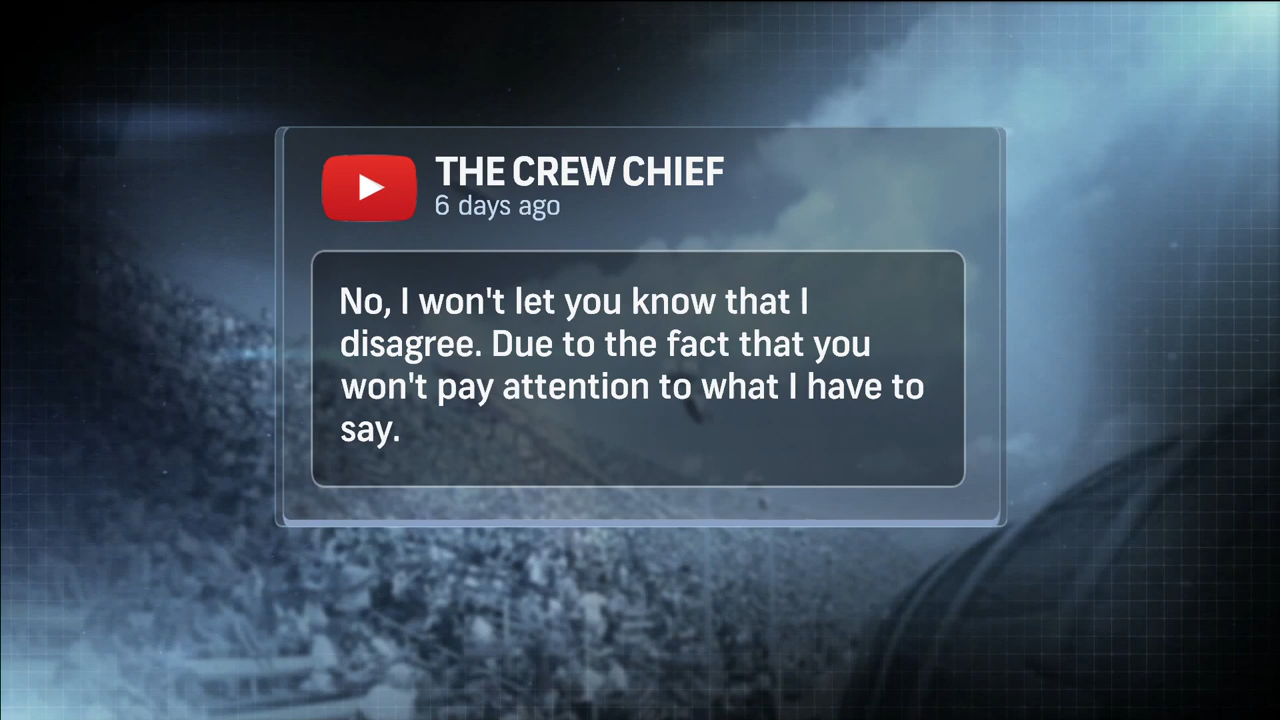 THE CREW CHIEF
6 days ago
No, I won't let you know that I
disagree. Due to the fact that you
won't pay attention to what I have to
say.